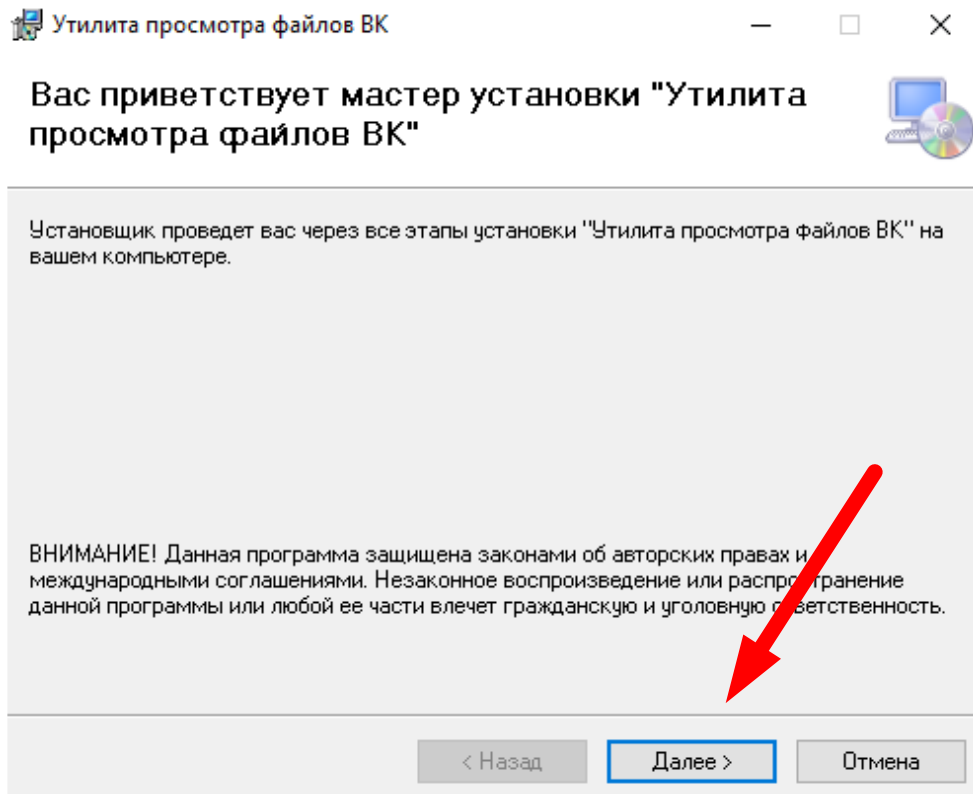 Утилита просмотра файлов ВК
Вас приветствует мастер установки "Утилита
просмотра файлов ВК"
Установщик проведет вас через все этапы установки "Утилита просмотра файлов ВК" на
вашем компьютере.
ВНИМАНИЕ! Данная программа защищена законами об авторских правах и
международными соглашениями. Незаконное воспроизведение или распространение
данной программы или любой ее части влечет гражданскую и уголовную ответственность.
< Назад
Далее >
Отмена